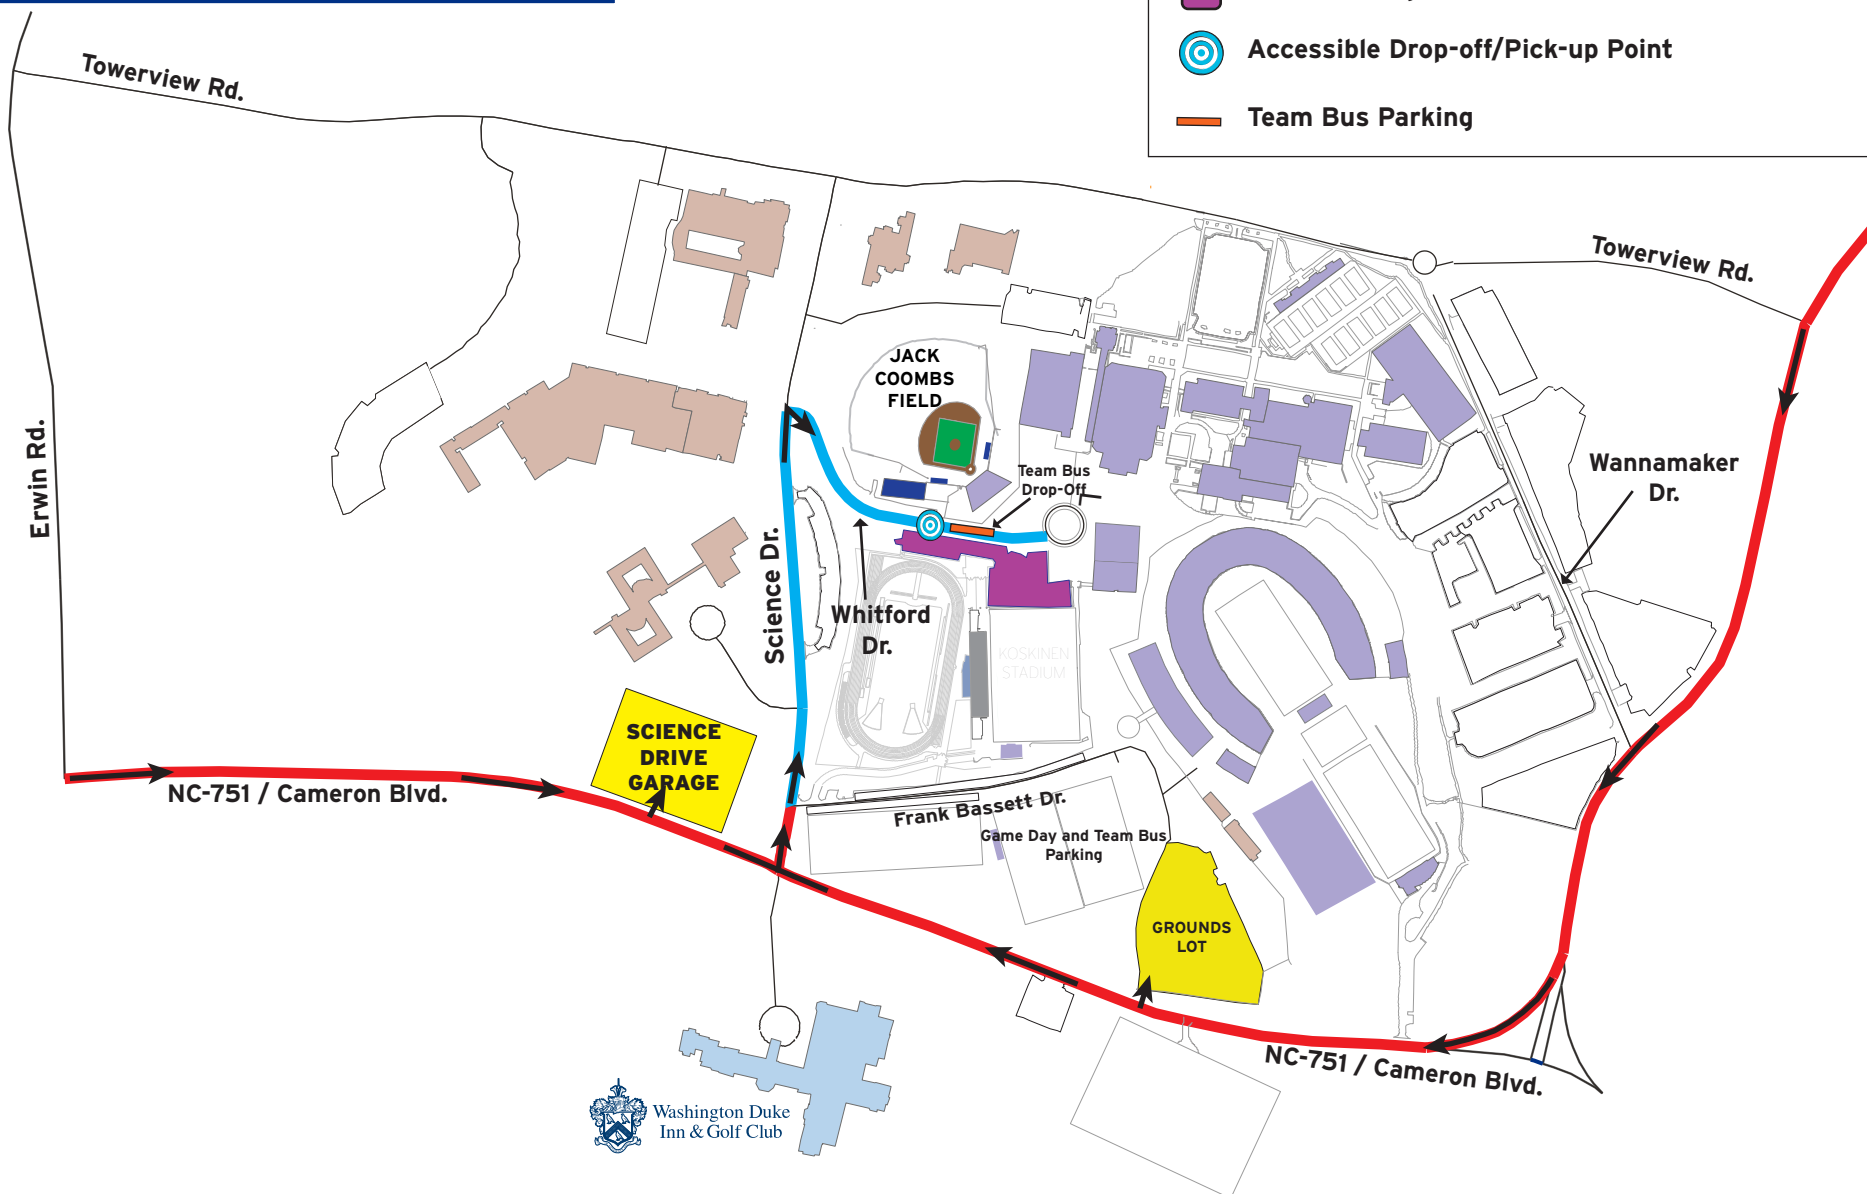 Accessible Drop-off/Pick-up Point
Team Bus Parking
Towerview Rd.
Towerview Rd.
JACK
COOMBS
FIELD
Erwin Rd.
Team Bus
Drop-Off
Wannamaker
Dr.
Science Dr.
Whitford
Dr.
KOSKINEN
STADIUM
SCIENCE
DRIVE
GARAGE
NC-751 / Cameron Blvd.
Frank Bassett Dr.
Game Day and Team Bus
Parking
GROUNDS
LOT
NC-751 / Cameron Blvd.
Washington Duke
Inn & Golf Club